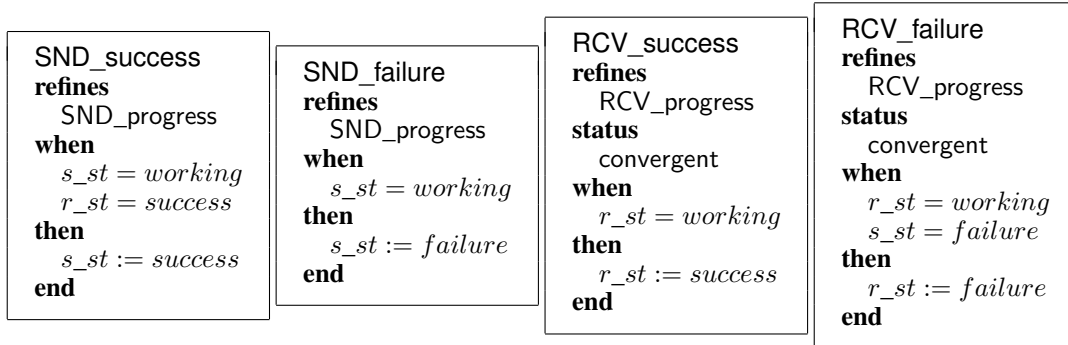 SND_success
refines
SND_progress
when
s_st = working
r_st = success
then
s_st := success
end
SND_failure
refines
SND_progress
when
s_st = working
then
s_st := failure
end
RCV_success
refines
RCV_progress
status
convergent
when
r_st = working
then
r_st := success
end
RCV_failure
refines
RCV_progress
status
convergent
when
r_st = working
s_st = failure
then
r_st := failure
end